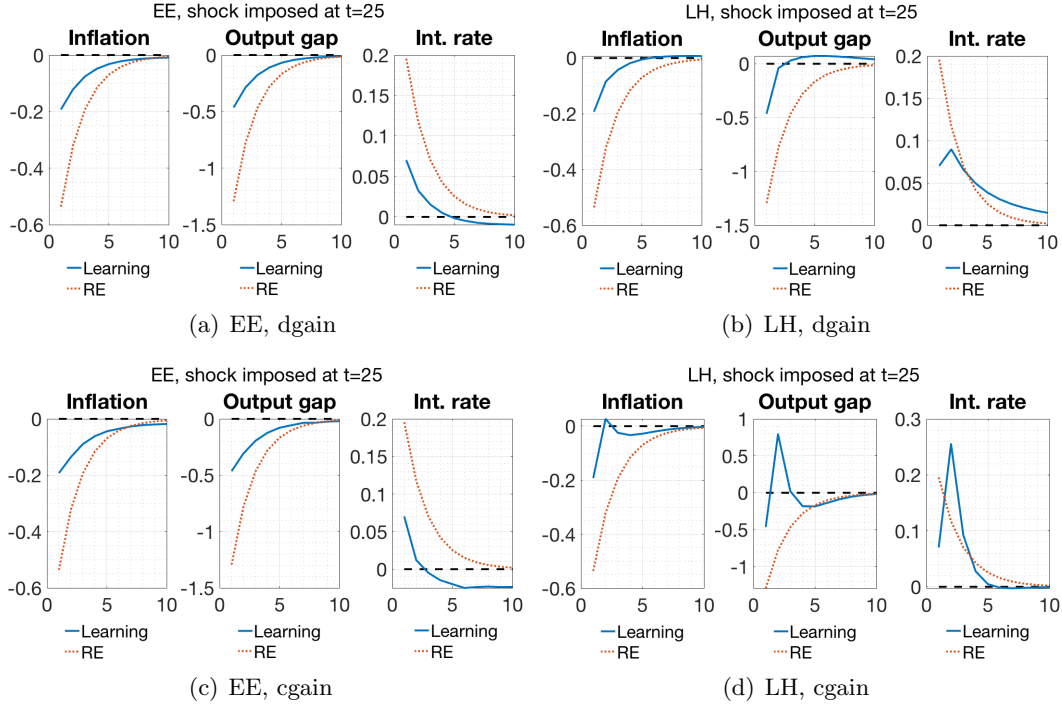 EE, shock imposed at t=25
Inflation
Output gap
Int. rate
0
-0.2
-0.4
-0.6
0
5
10
0
-0.5
-1
-1.5
0
5
10
0.2
0.15
0.1
0.05
0
0
5
10
Learning
RE
Learning
RE
Learning
RE
(a) EE, dgain
LH, shock imposed at t=25
Inflation
Output gap
Int. rate
0
-0.2
-0.4
-0.6
0
5
10
0
-0.5
-1
-1.5
0
5
10
0.2
0.15
0.1
0.05
0
0
5
10
Learning
RE
Learning
RE
Learning
RE
(b) LH, dgain
EE, shock imposed at t=25
Inflation
Output gap
Int. rate
0
-0.2
-0.4
-0.6
0
5
10
0
-0.5
-1
-1.5
0
5
10
0.2
0.15
0.1
0.05
0
0
5
10
Learning
RE
Learning
RE
Learning
RE
(c) EE, cgain
LH, shock imposed at t=25
Inflation
Output gap
Int. rate
0
-0.2
-0.4
-0.6
0
5
10
1
0.5
0
-0.5
-1
0
5
10
0.3
0.2
0.1
0
0
5
10
Learning
RE
Learning
RE
Learning
RE
(d) LH, cgain